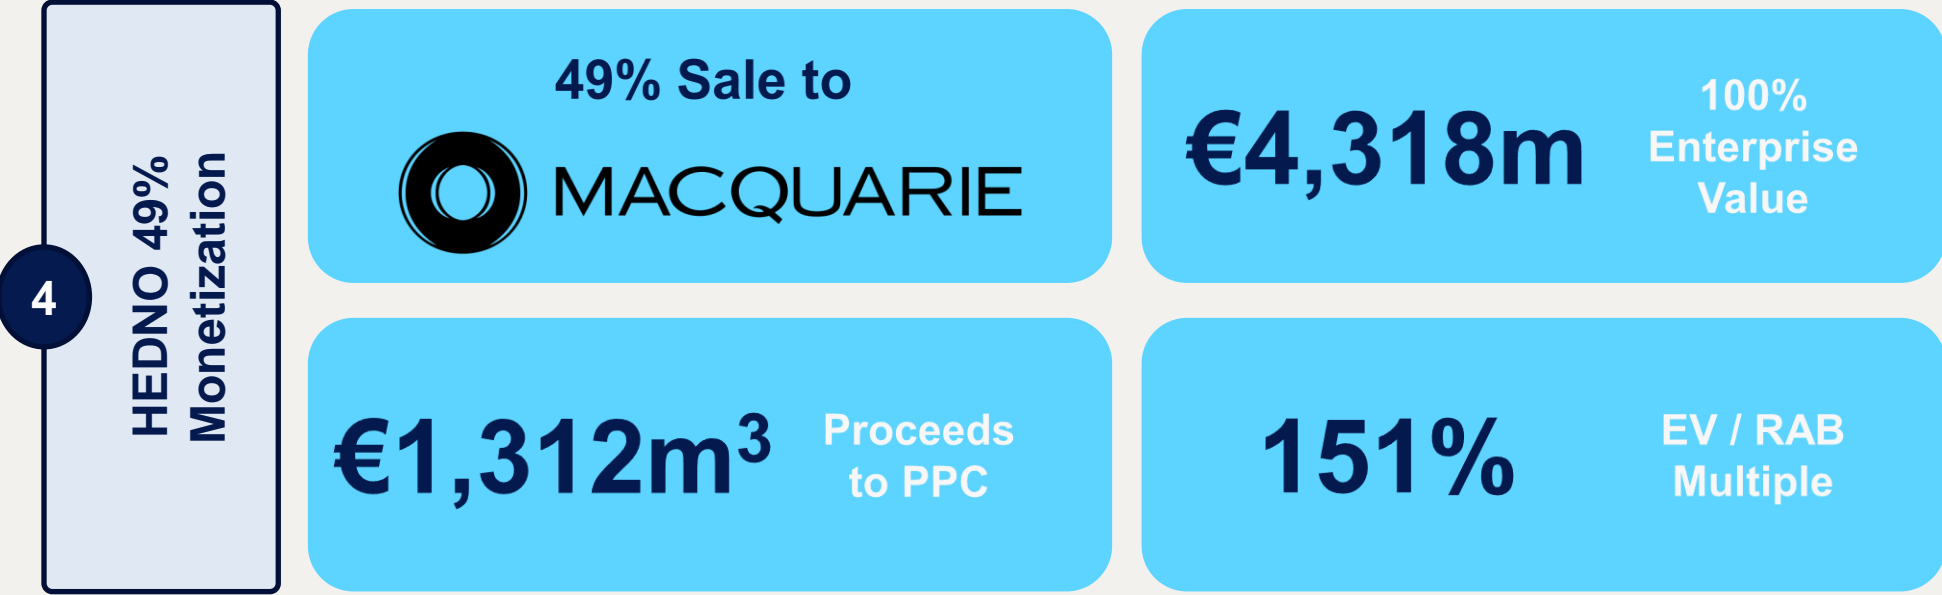 4
HEDNO 49%
Monetization
49% Sale to
MACQUARIE
€4,318m
100%
Enterprise
Value
€1,312m³
Proceeds
to PPC
151%
EV / RAB
Multiple